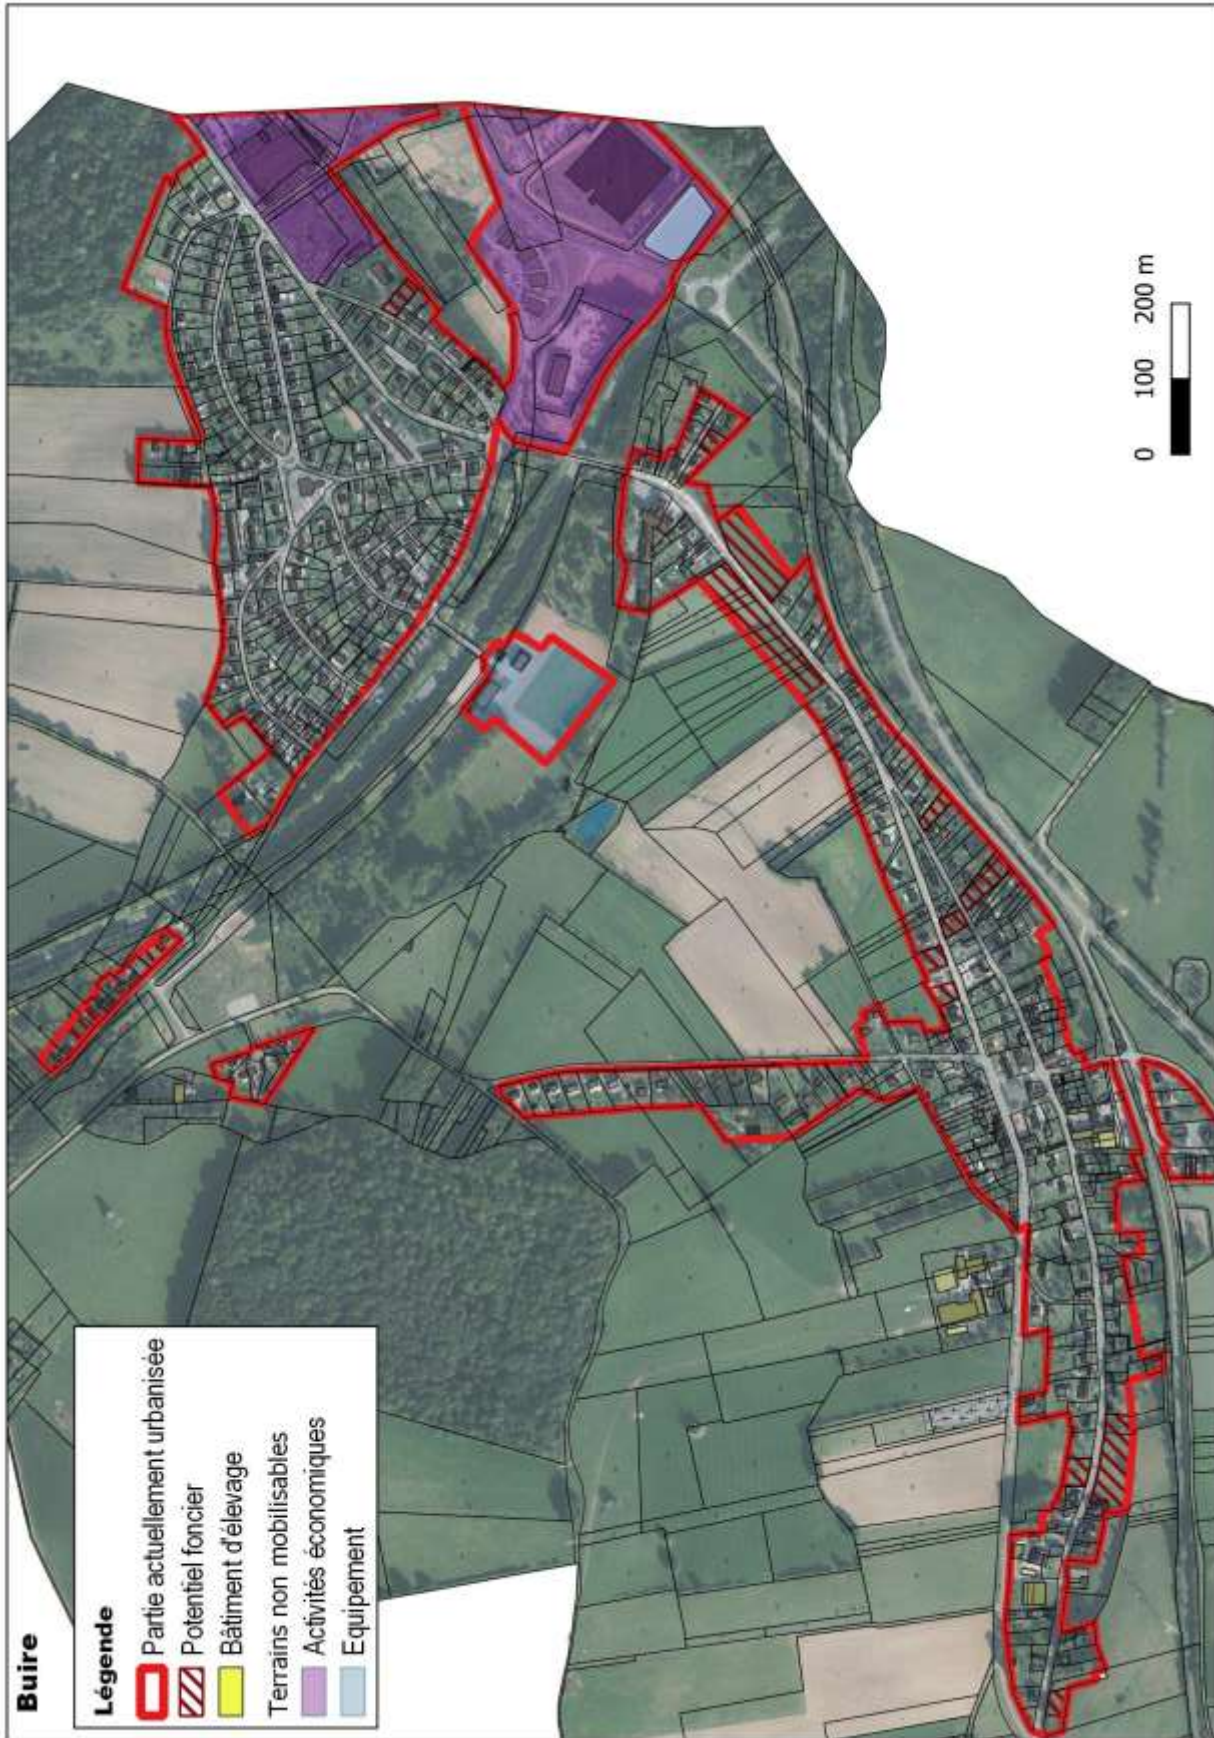 Buire
Légende
Partie actuellement urbanisée
Potentiel foncier
Bâtiment d'élevage
Terrains non mobilisables
Activités économiques
Equipement
0 100 200 m